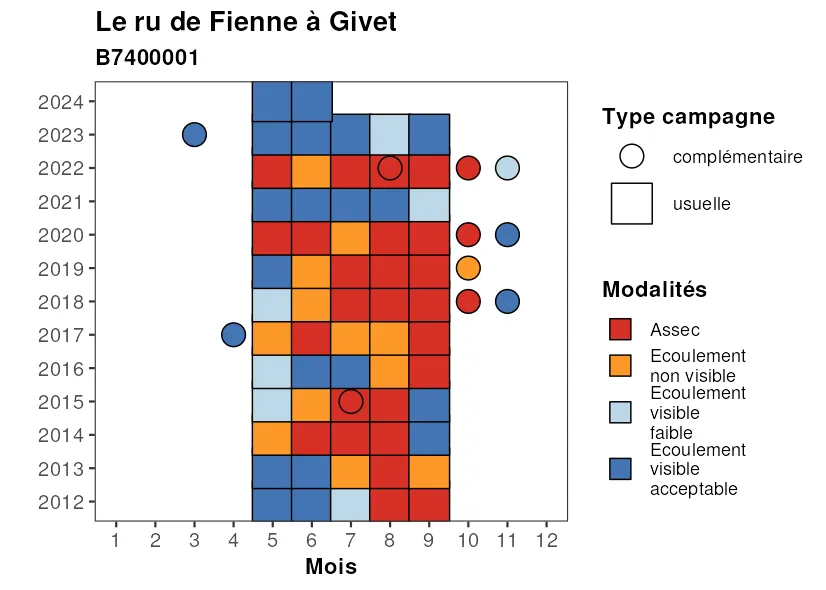 Le ru de Fienne à Givet
B7400001
2024
2023
2022
2021
2020
2019
2018
2017
2016
2015
2014
2013
2012
1 2 3 4 5 6 7 8 9 10 11 12
Mois
Type campagne
complémentaire
usuelle
Modalités
Assec
Ecoulement
non visible
Ecoulement
visible
faible
Ecoulement
visible
acceptable